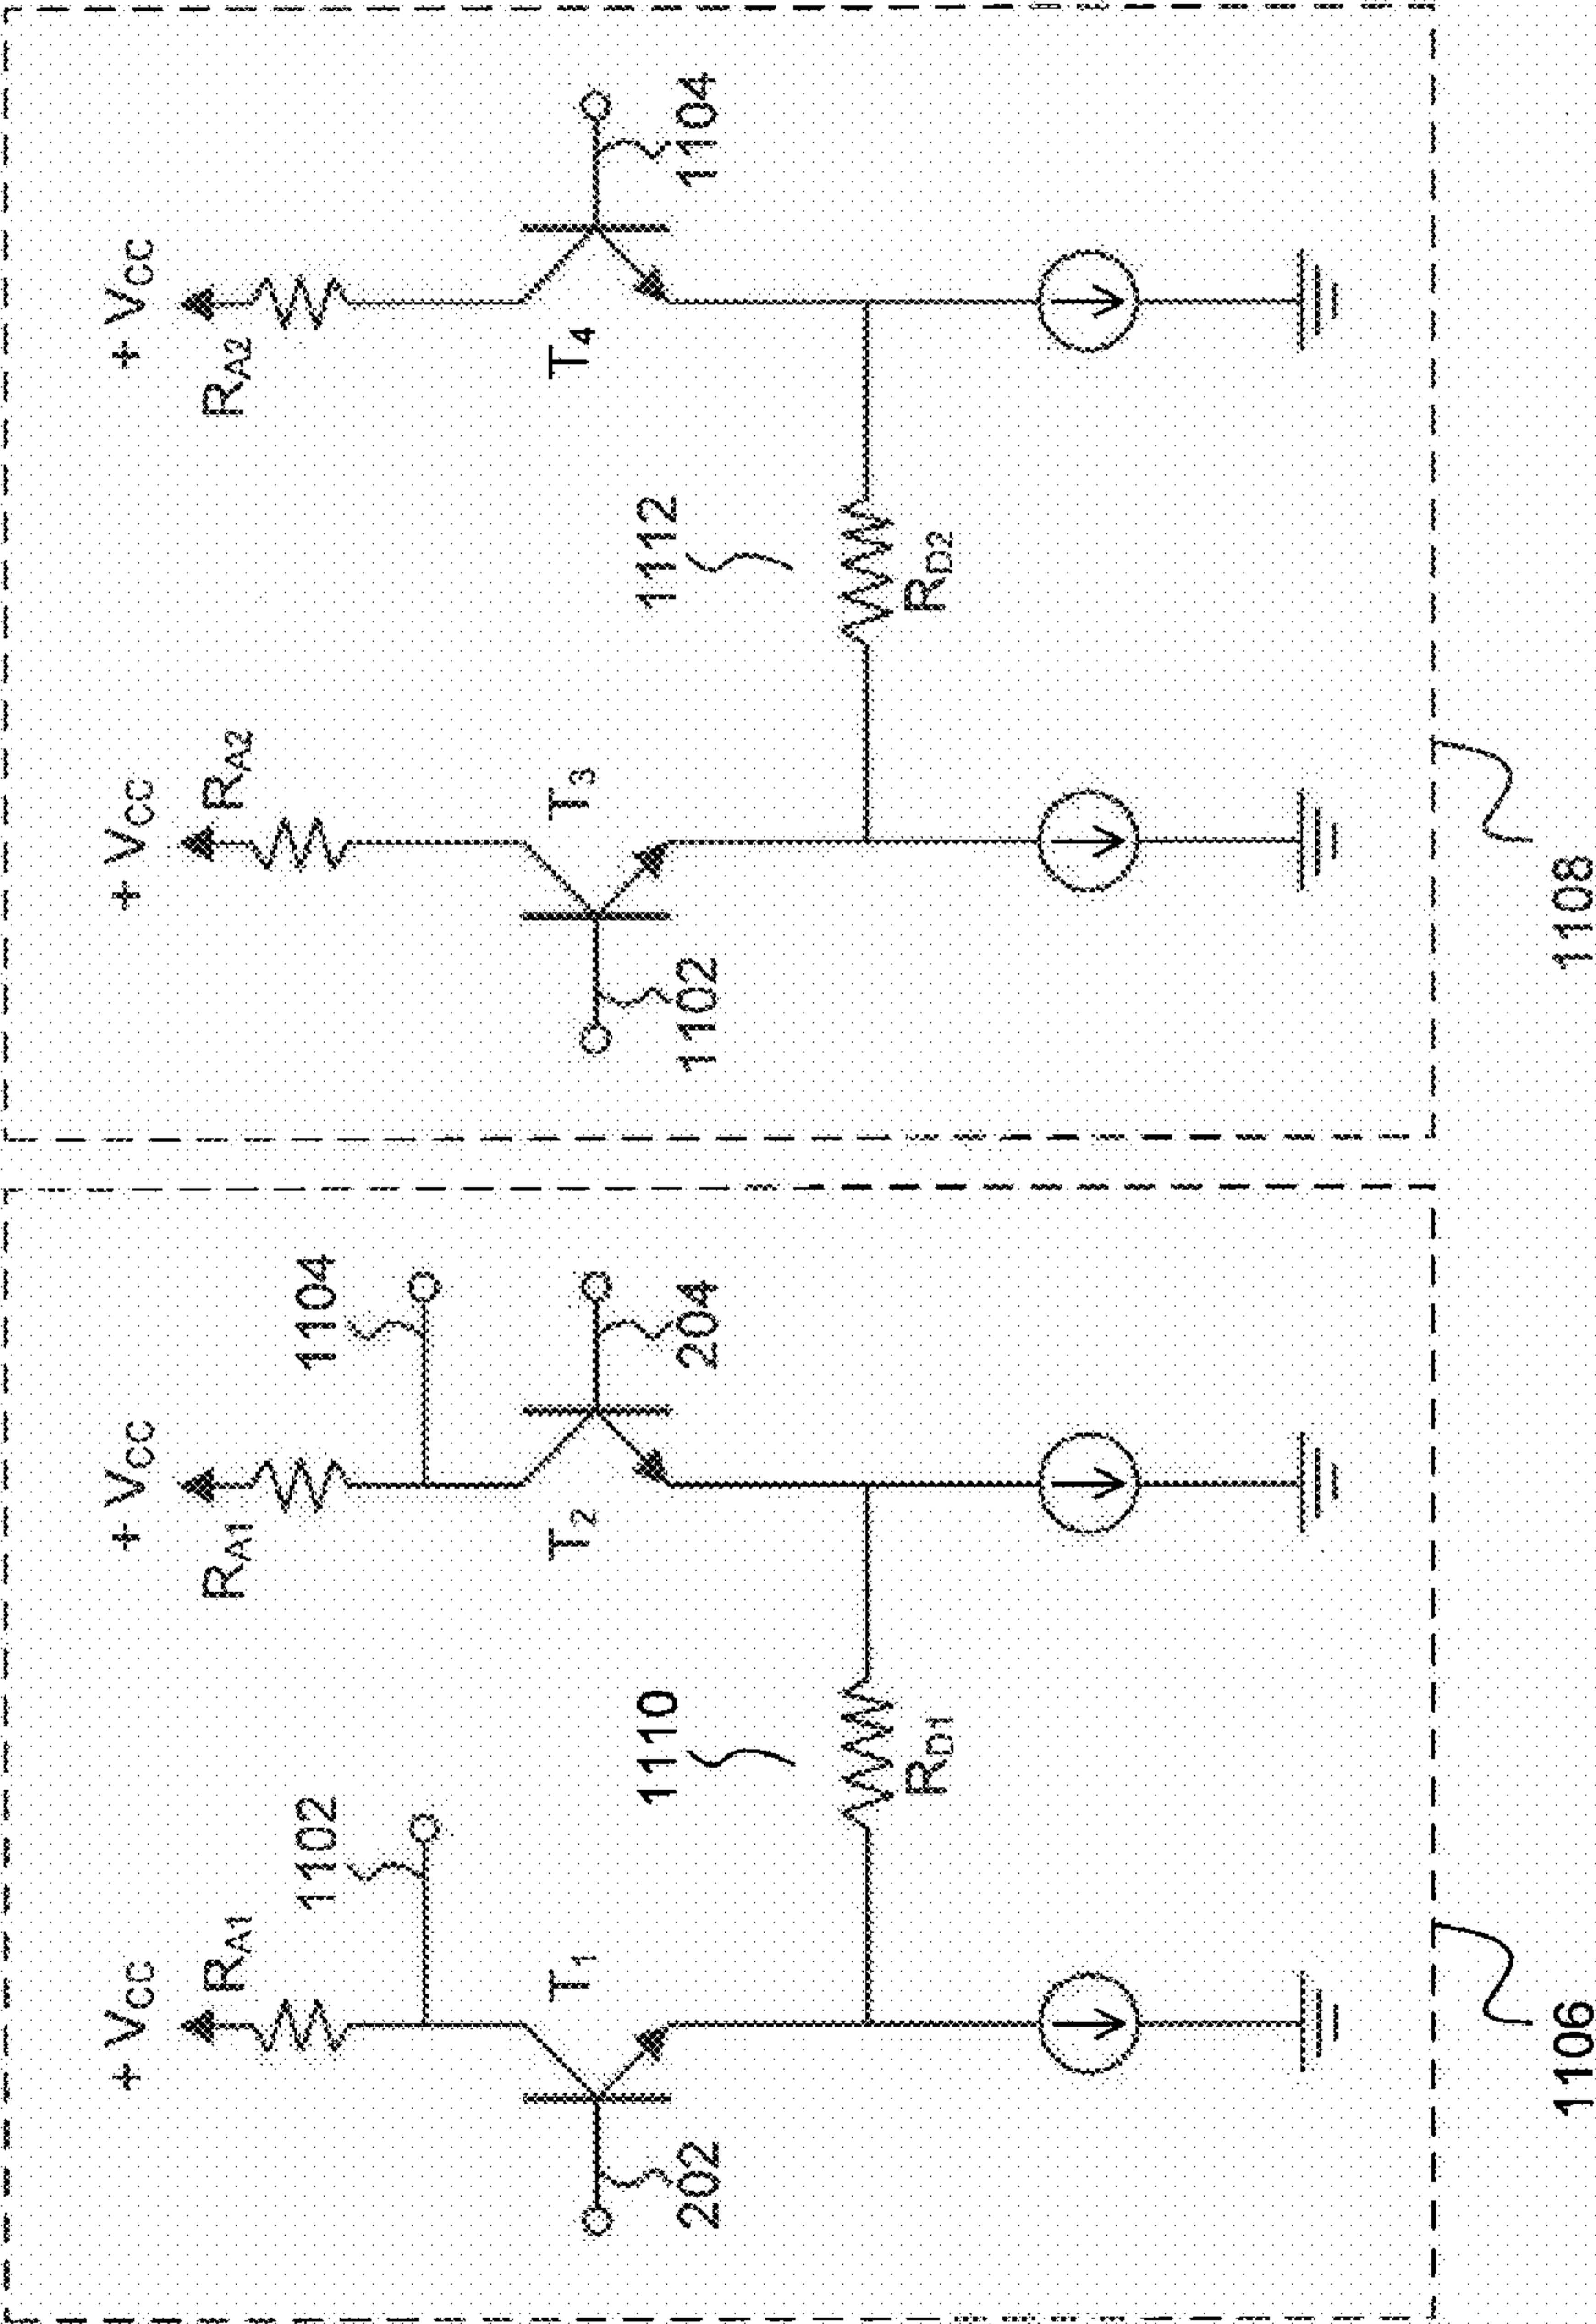 + VCC
+ VCC
RA1
RA1
1102
1104
T1
T2
202
204
1110
RD1
1106
+ VCC
+ VCC
RA2
RA2
T3
T4
1102
1104
1112
RD2
1108